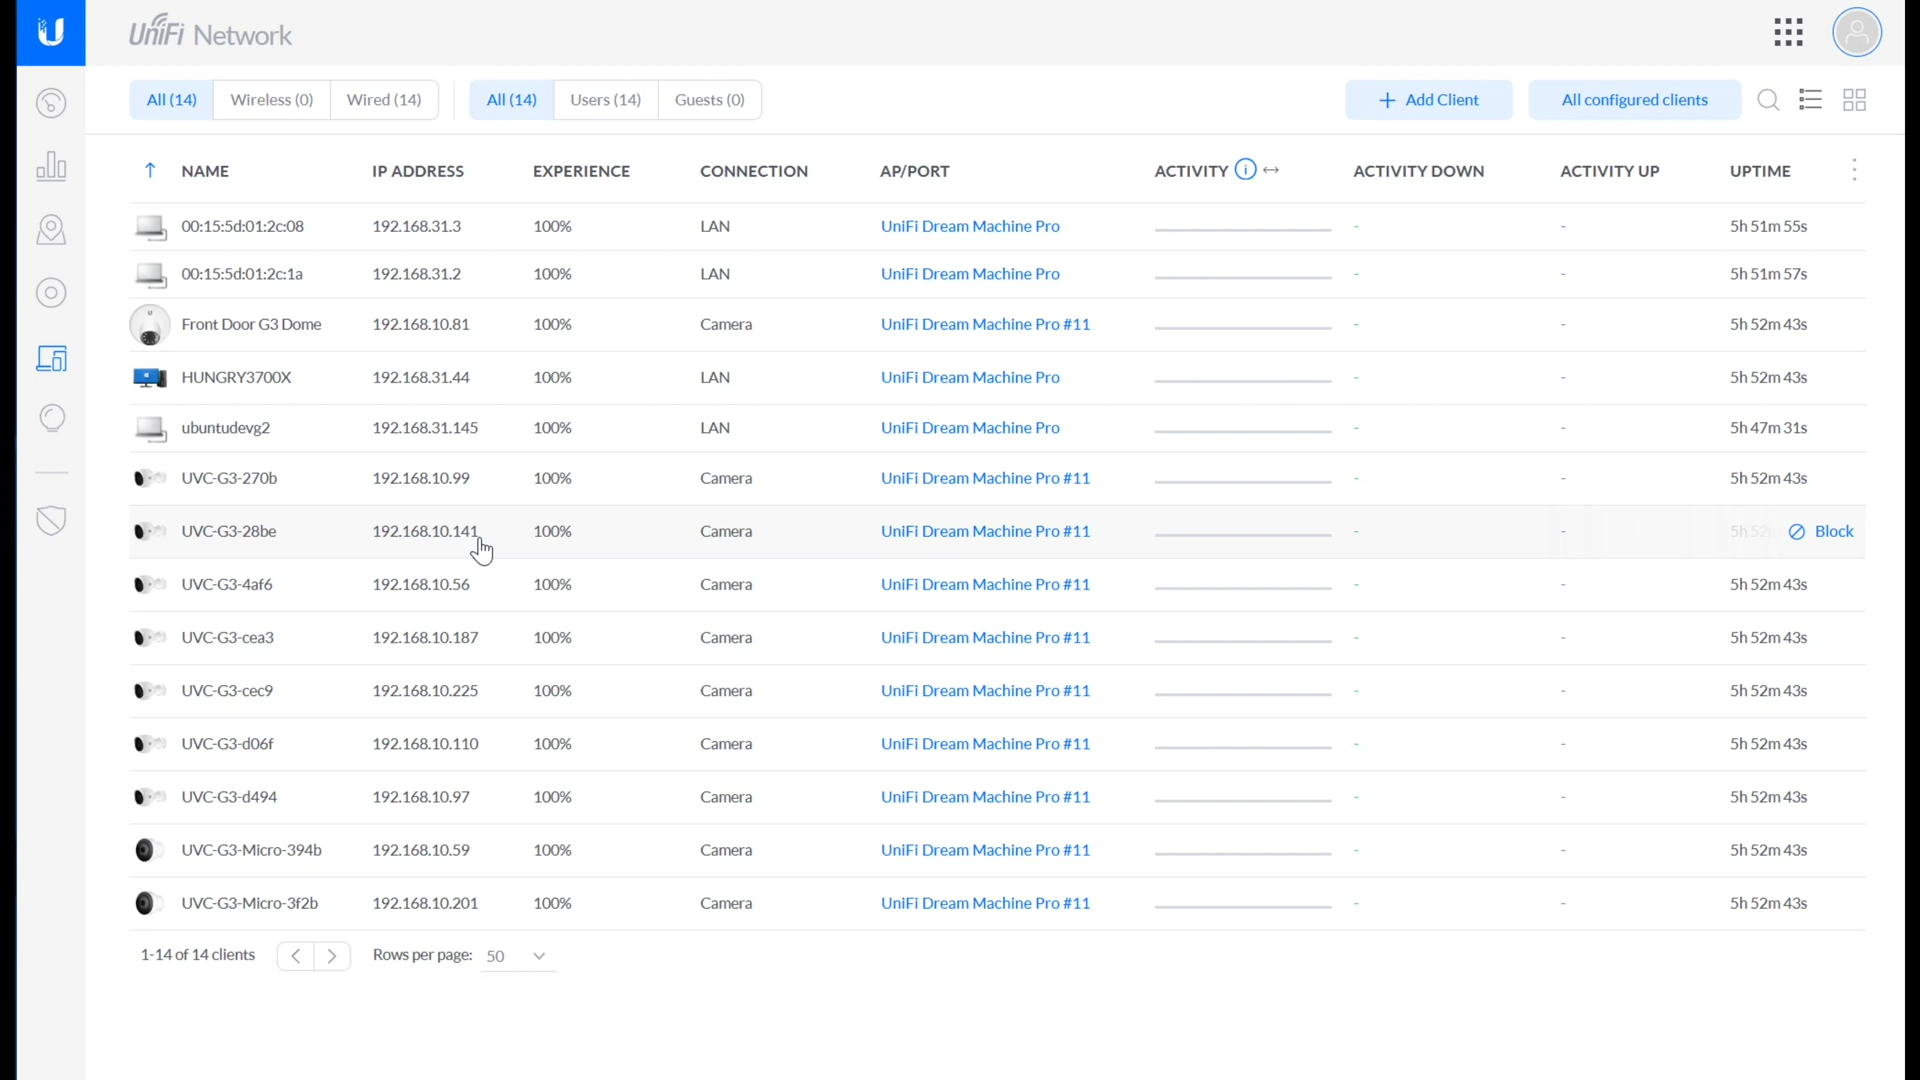 UniFi Network
All (14) Wireless (0) Wired (14) All (14) Users (14) Guests (0) + Add Client All configured clients
↑ NAME IP ADDRESS EXPERIENCE CONNECTION AP/PORT ACTIVITY ACTIVITY DOWN ACTIVITY UP UPTIME
00:15:5d:01:2c:08 192.168.31.3 100% LAN UniFi Dream Machine Pro - - 5h 51m 55s
00:15:5d:01:2c:1a 192.168.31.2 100% LAN UniFi Dream Machine Pro - - 5h 51m 57s
Front Door G3 Dome 192.168.10.81 100% Camera UniFi Dream Machine Pro #11 - - 5h 52m 43s
HUNGRY3700X 192.168.31.44 100% LAN UniFi Dream Machine Pro - - 5h 52m 43s
ubuntudevg2 192.168.31.145 100% LAN UniFi Dream Machine Pro - - 5h 47m 31s
UVC-G3-270b 192.168.10.99 100% Camera UniFi Dream Machine Pro #11 - - 5h 52m 43s
UVC-G3-28be 192.168.10.141 100% Camera UniFi Dream Machine Pro #11 - - 5h 52 Block
UVC-G3-4af6 192.168.10.56 100% Camera UniFi Dream Machine Pro #11 - - 5h 52m 43s
UVC-G3-cea3 192.168.10.187 100% Camera UniFi Dream Machine Pro #11 - - 5h 52m 43s
UVC-G3-cec9 192.168.10.225 100% Camera UniFi Dream Machine Pro #11 - - 5h 52m 43s
UVC-G3-d06f 192.168.10.110 100% Camera UniFi Dream Machine Pro #11 - - 5h 52m 43s
UVC-G3-d494 192.168.10.97 100% Camera UniFi Dream Machine Pro #11 - - 5h 52m 43s
UVC-G3-Micro-394b 192.168.10.59 100% Camera UniFi Dream Machine Pro #11 - - 5h 52m 43s
UVC-G3-Micro-3f2b 192.168.10.201 100% Camera UniFi Dream Machine Pro #11 - - 5h 52m 43s
1-14 of 14 clients < > Rows per page: 50